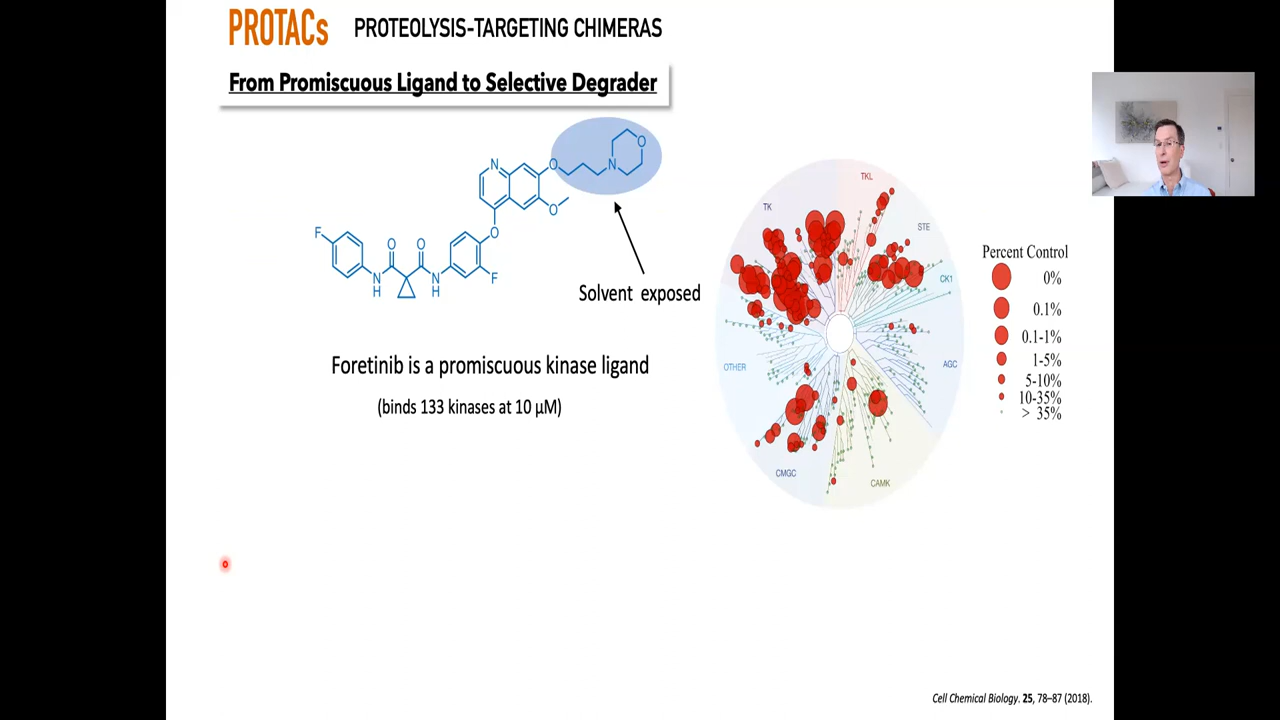 PROTACs PROTEOLYSIS-TARGETING CHIMERAS
From Promiscuous Ligand to Selective Degrader
N
O
N
O
O
O
F
O
O
N
H
N
H
F
Solvent exposed
Foretinib is a promiscuous kinase ligand
(binds 133 kinases at 10 µM)
TK
TKL
STE
CK1
AGC
OTHER
CMGC
CAMK
Percent Control
0%
0.1%
0.1-1%
1-5%
5-10%
10-35%
> 35%
Cell Chemical Biology. 25, 78–87 (2018).